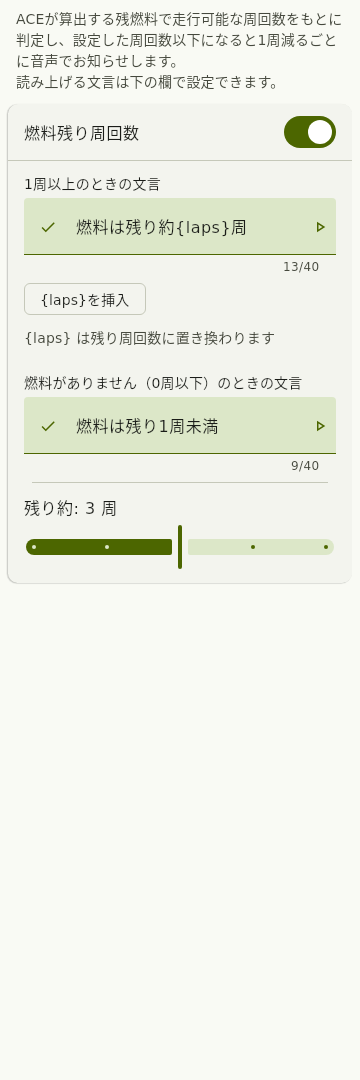 ACEが算出する残燃料で走行可能な周回数をもとに
判定し、設定した周回数以下になると1周減るごと
に音声でお知らせします。
読み上げる文言は下の欄で設定できます。
燃料残り周回数
1周以上のときの文言
燃料は残り約{laps}周
13/40
{laps}を挿入
{laps} は残り周回数に置き換わります
燃料がありません（0周以下）のときの文言
燃料は残り1周未満
9/40
残り約: 3 周